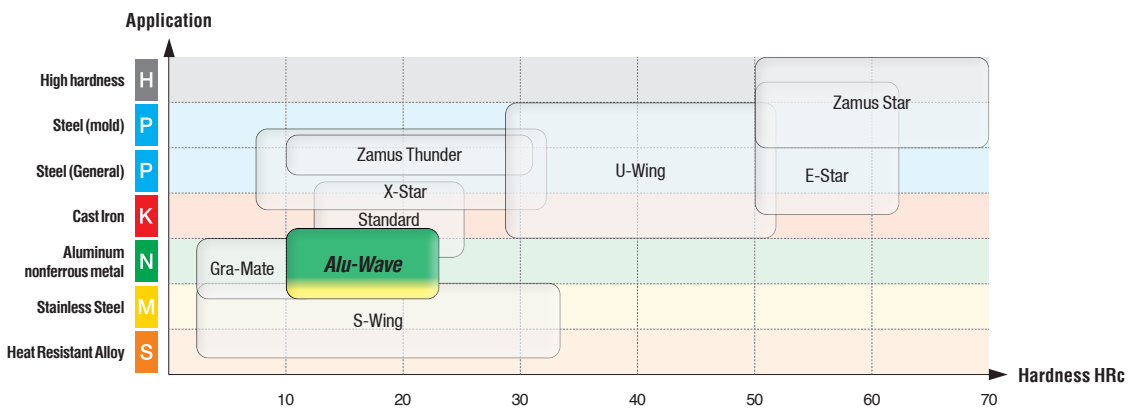 Application
High hardness H
Steel (mold) P
Steel (General) P
Cast Iron K
Aluminum
nonferrous metal N
Stainless Steel M
Heat Resistant Alloy S
Zamus Star
Zamus Thunder
U-Wing
E-Star
X-Star
Standard
Gra-Mate
Alu-Wave
S-Wing
10 20 30 40 50 60 70
Hardness HRc